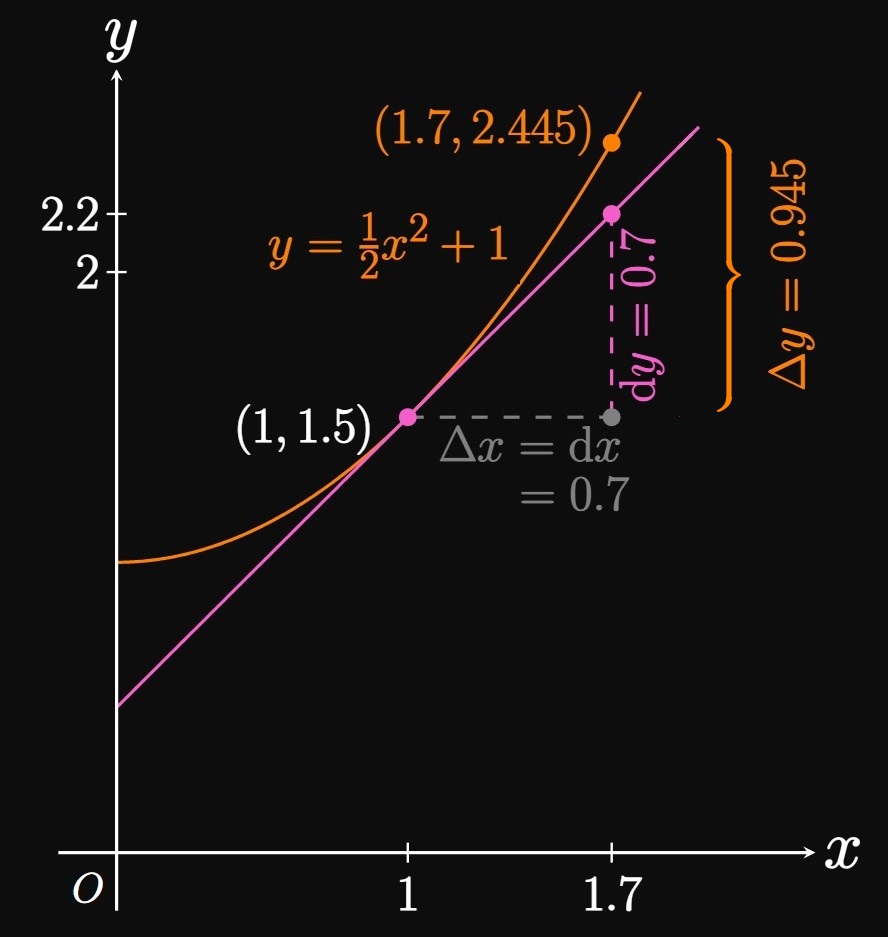 y
(1.7, 2.445)
2.2
y = ½x² + 1
2
dy = 0.7
Δy = 0.945
(1, 1.5)
Δx = dx
= 0.7
x
O
1
1.7